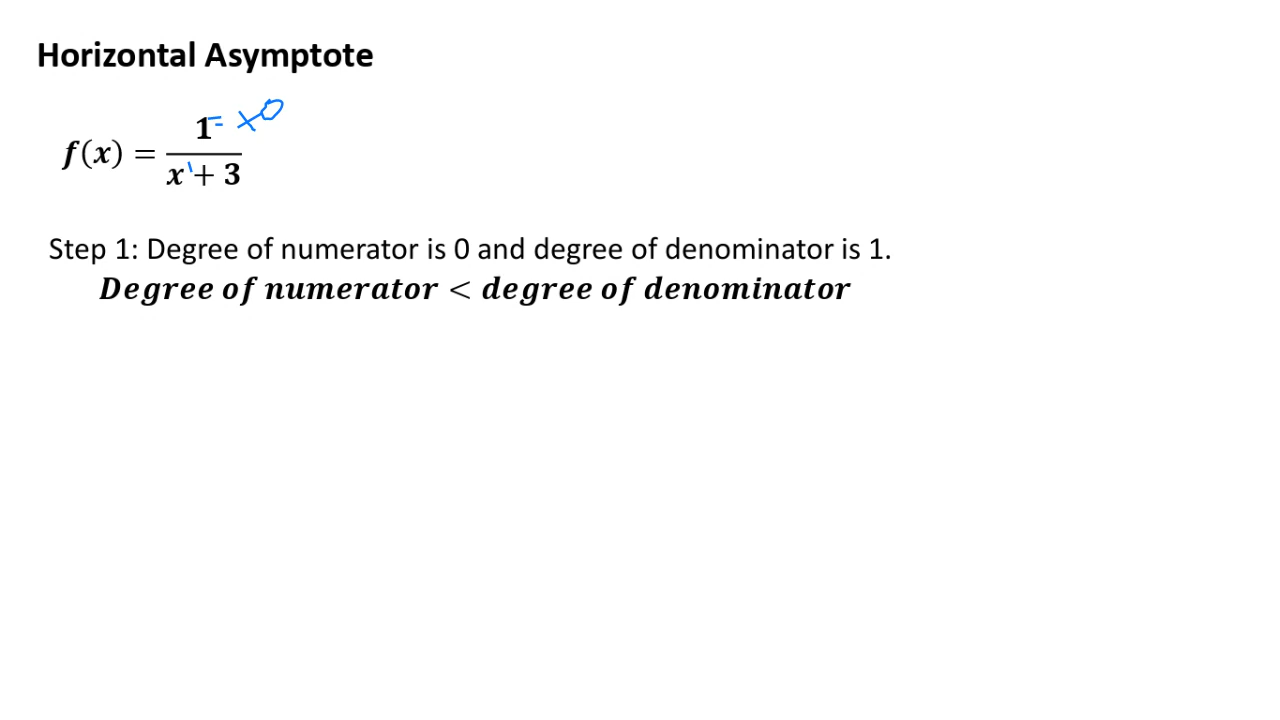 Horizontal Asymptote
1 = x⁰
f(x) = ———
x¹ + 3
Step 1: Degree of numerator is 0 and degree of denominator is 1.
Degree of numerator < degree of denominator